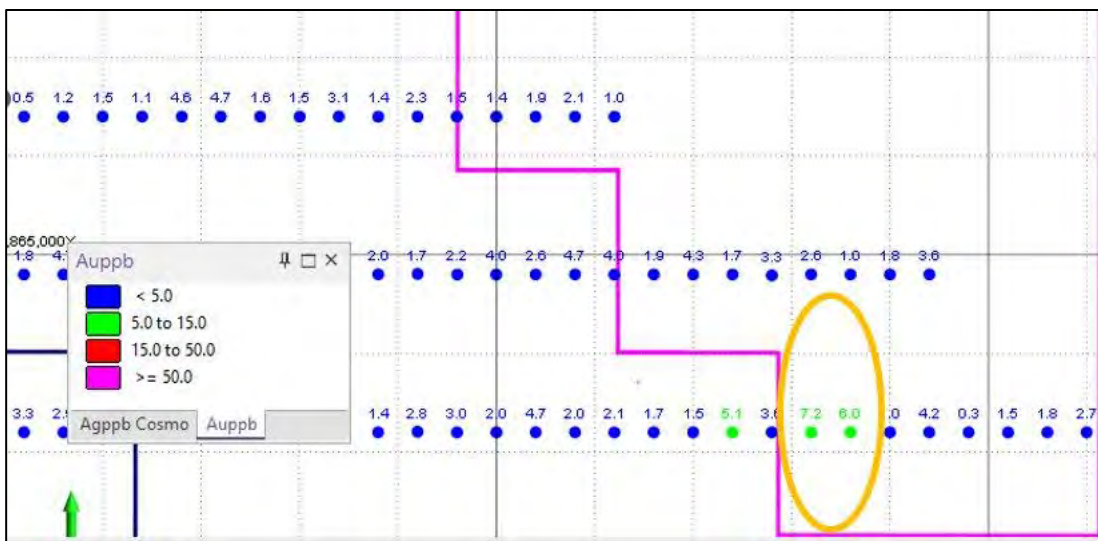 0.5 1.2 1.5 1.1 4.6 4.7 1.6 1.5 3.1 1.4 2.3 1.5 1.4 1.9 2.1 1.0
,865,000Y
1.8 2.0 1.7 2.2 4.0 2.6 4.7 4.0 1.9 4.3 1.7 3.3 2.6 1.0 1.8 3.6
Auppb
< 5.0
5.0 to 15.0
15.0 to 50.0
>= 50.0
Agppb Cosmo Auppb
3.3 1.4 2.8 3.0 2.0 4.7 2.0 2.1 1.7 1.5 5.1 7.2 6.0 .0 4.2 0.3 1.5 1.8 2.7